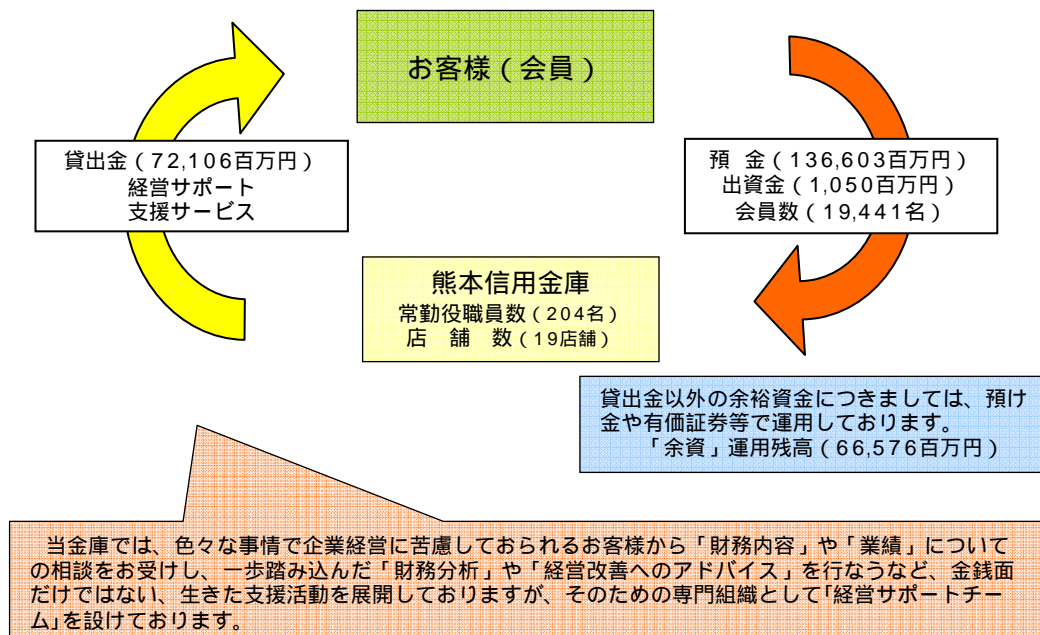 お客様（会員）
貸出金（72,106百万円）
経営サポート
支援サービス
預　金（136,603百万円）
出資金（1,050百万円）
会員数（19,441名）
熊本信用金庫
常勤役職員数（204名）
店　舗　数（19店舗）
貸出金以外の余裕資金につきましては、預け
金や有価証券等で運用しております。
「余資」運用残高（66,576百万円）
当金庫では、色々な事情で企業経営に苦慮しておられるお客様から「財務内容」や「業績」について
の相談をお受けし、一歩踏み込んだ「財務分析」や「経営改善へのアドバイス」を行なうなど、金銭面
だけではない、生きた支援活動を展開しておりますが、そのための専門組織として「経営サポートチー
ム」を設けております。